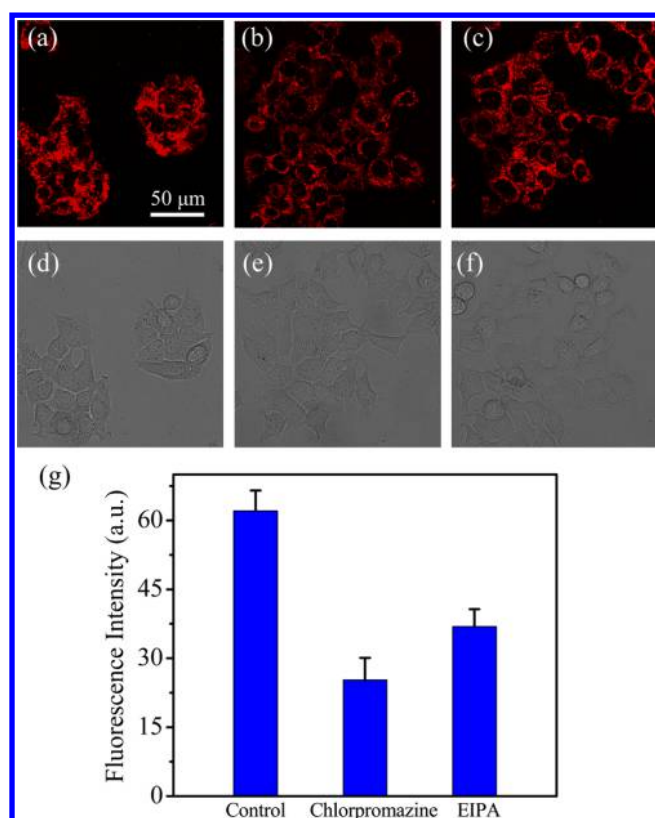 (a) (b) (c)
50 μm
(d) (e) (f)
(g)
Fluorescence Intensity (a.u.)
60
45
30
15
0
Control Chlorpromazine EIPA